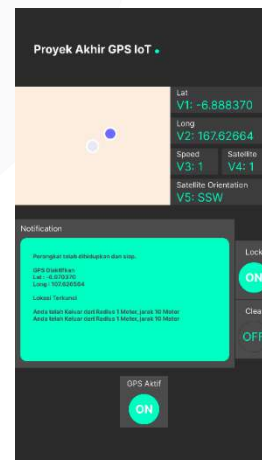 Proyek Akhir GPS IoT
Lat
V1: -6.888370
Long
V2: 167.62664
Speed
V3: 1
Satellite
V4: 1
Satellite Orientation
V5: SSW
Notification
Perangkat telah dihidupkan dan siap.
GPS Diaktifkan
Lat : -6.870370
Long : 107.626564
Lokasi Terkunci
Anda telah Keluar dari Radius 1 Meter, jarak 10 Meter
Anda telah Keluar dari Radius 1 Meter, jarak 10 Meter
Lock
ON
Clea
OFF
GPS Aktif
ON